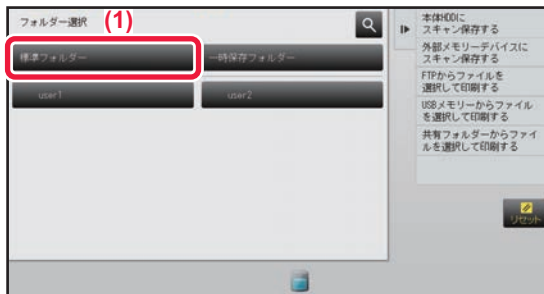 フォルダー選択
(1)
標準フォルダー
一時保存フォルダー
user1
user2
本体HDDに
スキャン保存する
外部メモリーデバイスに
スキャン保存する
FTPからファイルを
選択して印刷する
USBメモリーからファイル
を選択して印刷する
共有フォルダーからファイ
ルを選択して印刷する
リセット